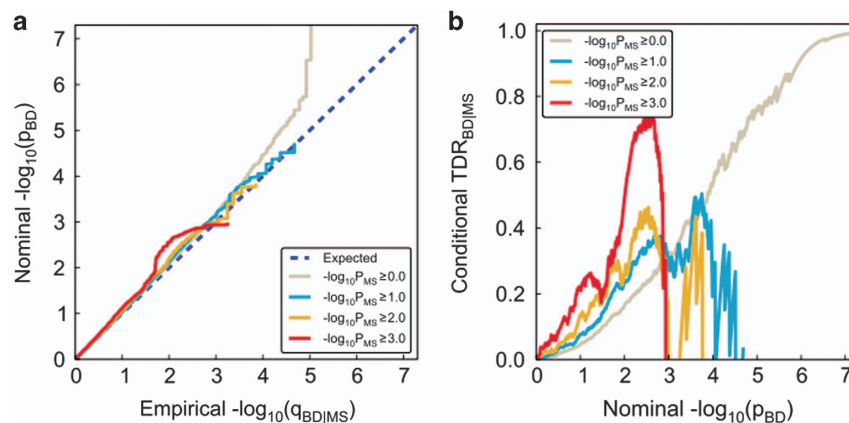 a
Nominal -log10(pBD)
7
6
5
4
3
2
1
0
0 1 2 3 4 5 6 7
Empirical -log10(qBD|MS)
Expected
-log10PMS≥0.0
-log10PMS≥1.0
-log10PMS≥2.0
-log10PMS≥3.0
b
Conditional TDRBD|MS
1.0
0.8
0.6
0.4
0.2
0.0
0 1 2 3 4 5 6 7
Nominal -log10(pBD)
-log10PMS≥0.0
-log10PMS≥1.0
-log10PMS≥2.0
-log10PMS≥3.0